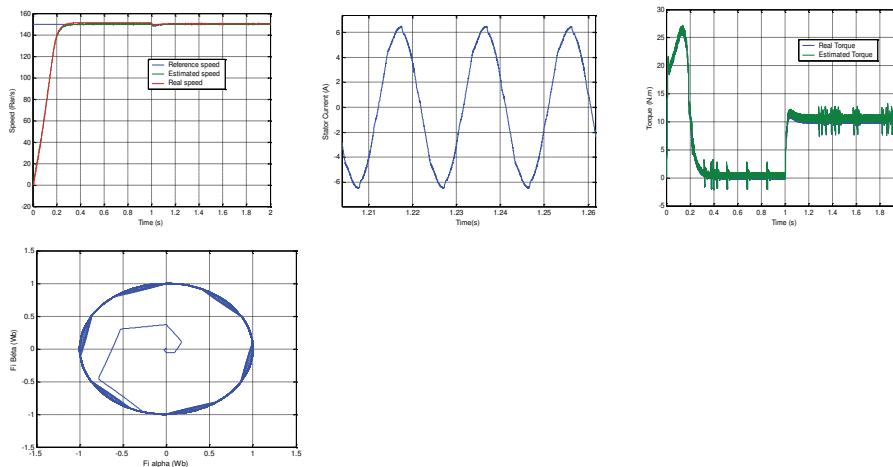 160
140
120
100
80
60
40
20
0
-20
Speed (Rar/s)
Reference speed
Estimated speed
Real speed
0 0.2 0.4 0.6 0.8 1 1.2 1.4 1.6 1.8 2
Time (s)
6
4
2
0
-2
-4
-6
Stator Current (A)
1.21 1.22 1.23 1.24 1.25 1.26
Time(s)
30
25
20
15
10
5
0
-5
Torque (N.m)
Real Torque
Estimated Torque
0 0.2 0.4 0.6 0.8 1 1.2 1.4 1.6 1.8
Time (s)
1.5
1
0.5
0
-0.5
-1
-1.5
Fi Béta (Wb)
-1.5 -1 -0.5 0 0.5 1 1.5
Fi alpha (Wb)